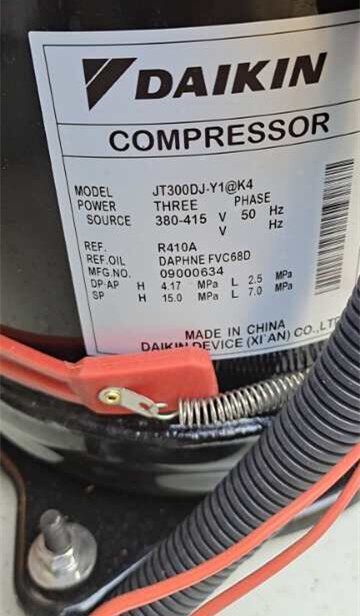 DAIKIN
COMPRESSOR
MODEL JT300DJ-Y1@K4
POWER THREE PHASE
SOURCE 380-415 V 50 Hz
V Hz
REF. R410A
REF.OIL DAPHNE FVC68D
MFG.NO. 09000634
DP·AP H 4.17 MPa L 2.5 MPa
SP H 15.0 MPa L 7.0 MPa
MADE IN CHINA
DAIKIN DEVICE (XI'AN) CO.,LT